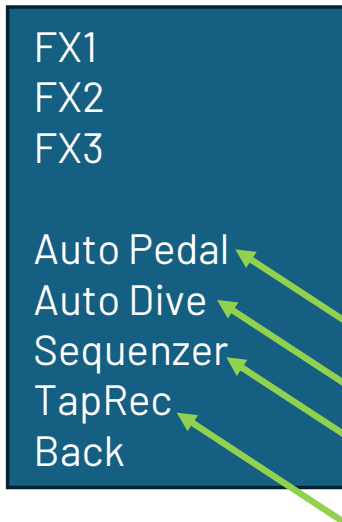 FX1
FX2
FX3
Auto Pedal
Auto Dive
Sequenzer
TapRec
Back